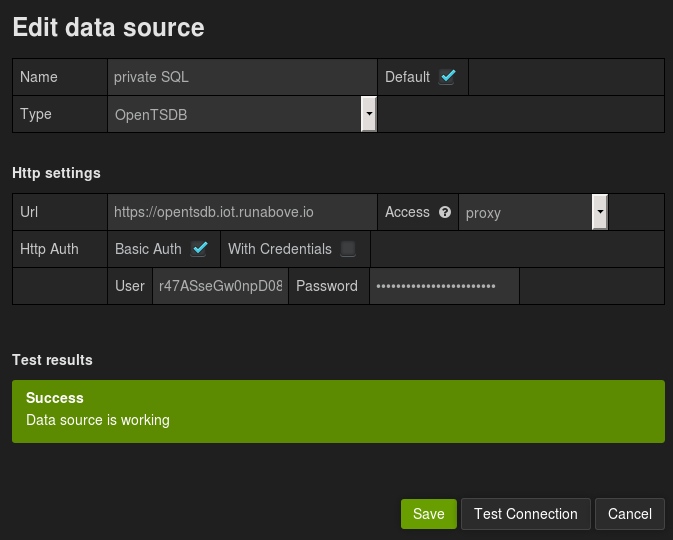 Edit data source
Name private SQL Default
Type OpenTSDB
Http settings
Url https://opentsdb.iot.runabove.io Access proxy
Http Auth Basic Auth With Credentials
User r47ASseGw0npD08 Password ••••••••••••••••••••••••
Test results
Success
Data source is working
Save Test Connection Cancel